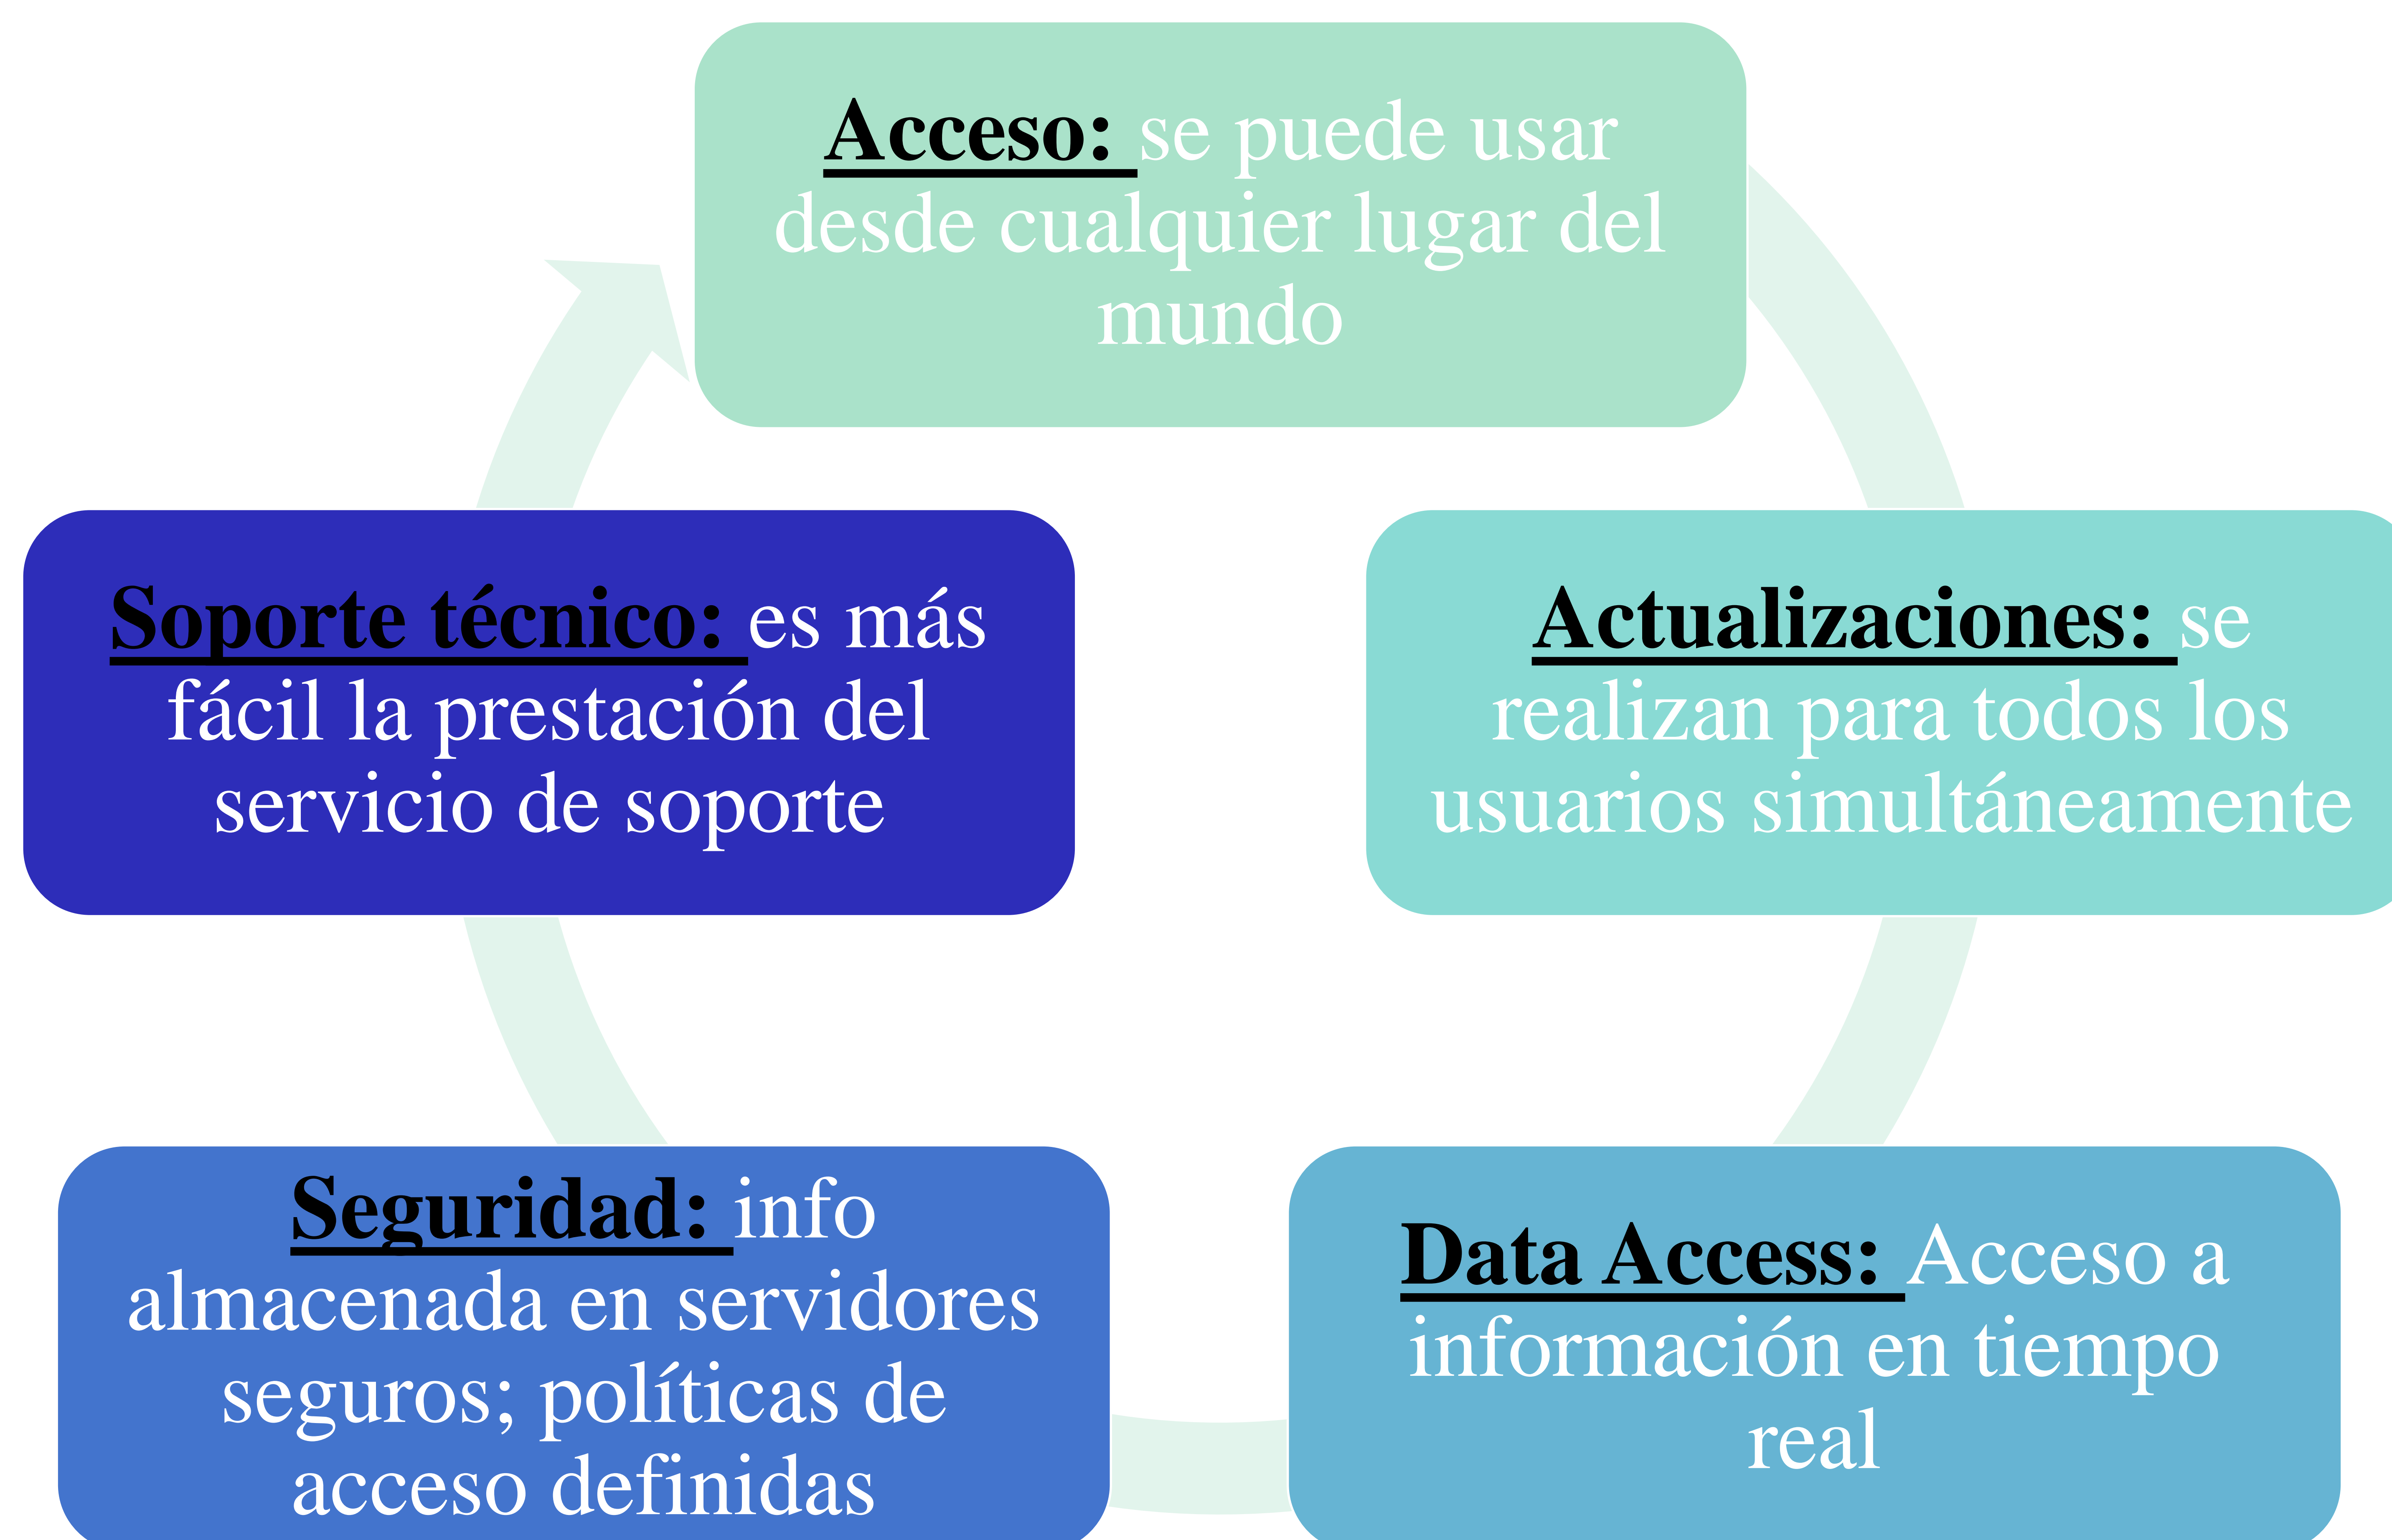 Acceso: se puede usar
desde cualquier lugar del
mundo
Actualizaciones: se
realizan para todos los
usuarios simultáneamente
Data Access: Acceso a
información en tiempo
real
Seguridad: info
almacenada en servidores
seguros; políticas de
acceso definidas
Soporte técnico: es más
fácil la prestación del
servicio de soporte